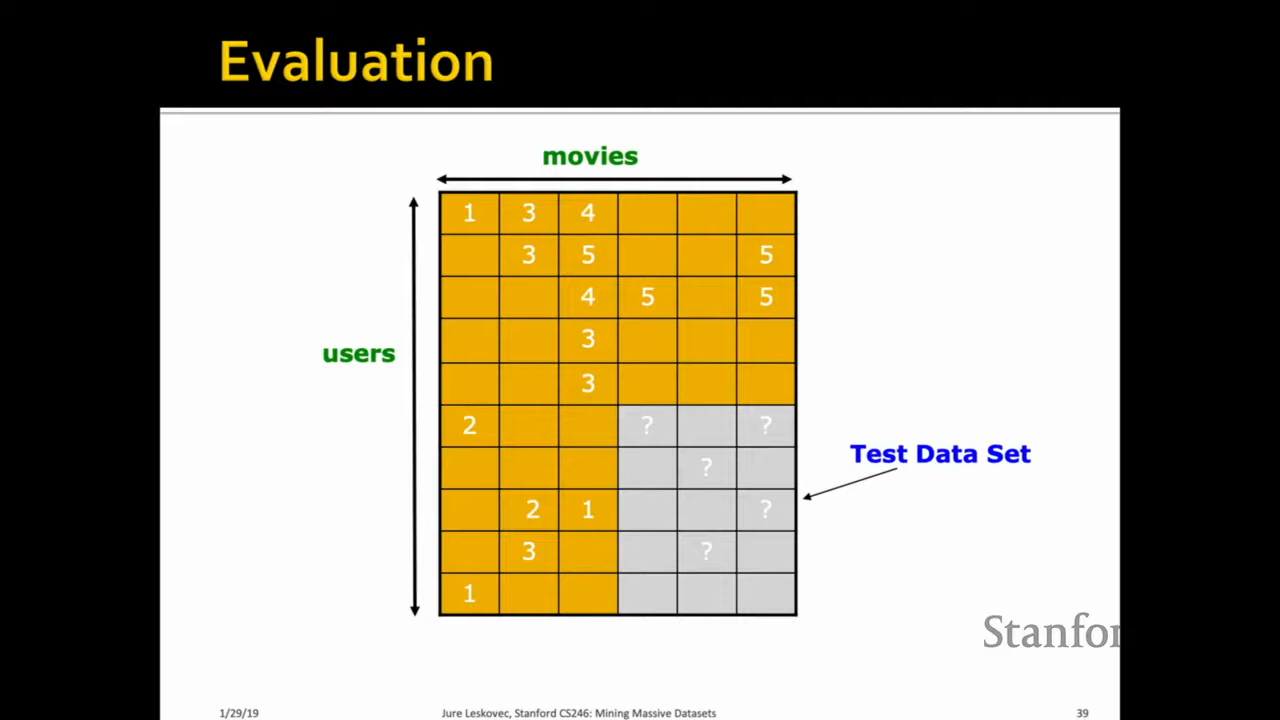 Evaluation
movies
1 3 4
3 5 5
4 5 5
users
3
3
2 ? ?
Test Data Set
?
2 1 ?
3 ?
1
Stanfor
1/29/19 Jure Leskovec, Stanford CS246: Mining Massive Datasets 39